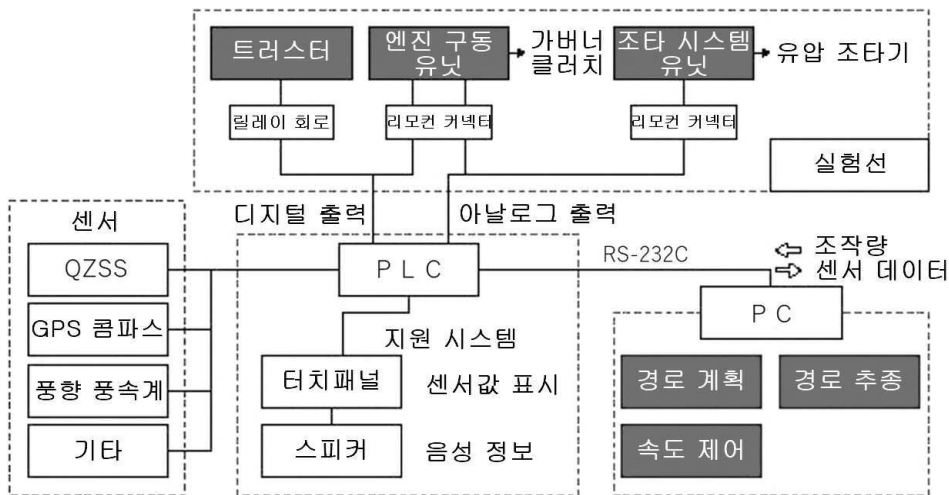 트러스터
엔진 구동
유닛
가버너
클러치
조타 시스템
유닛
유압 조타기
릴레이 회로
리모컨 커넥터
리모컨 커넥터
실험선
디지털 출력
아날로그 출력
센서
QZSS
GPS 콤파스
풍향 풍속계
기타
PLC
RS-232C
조작량
센서 데이터
지원 시스템
터치패널
센서값 표시
스피커
음성 정보
PC
경로 계획
경로 추종
속도 제어